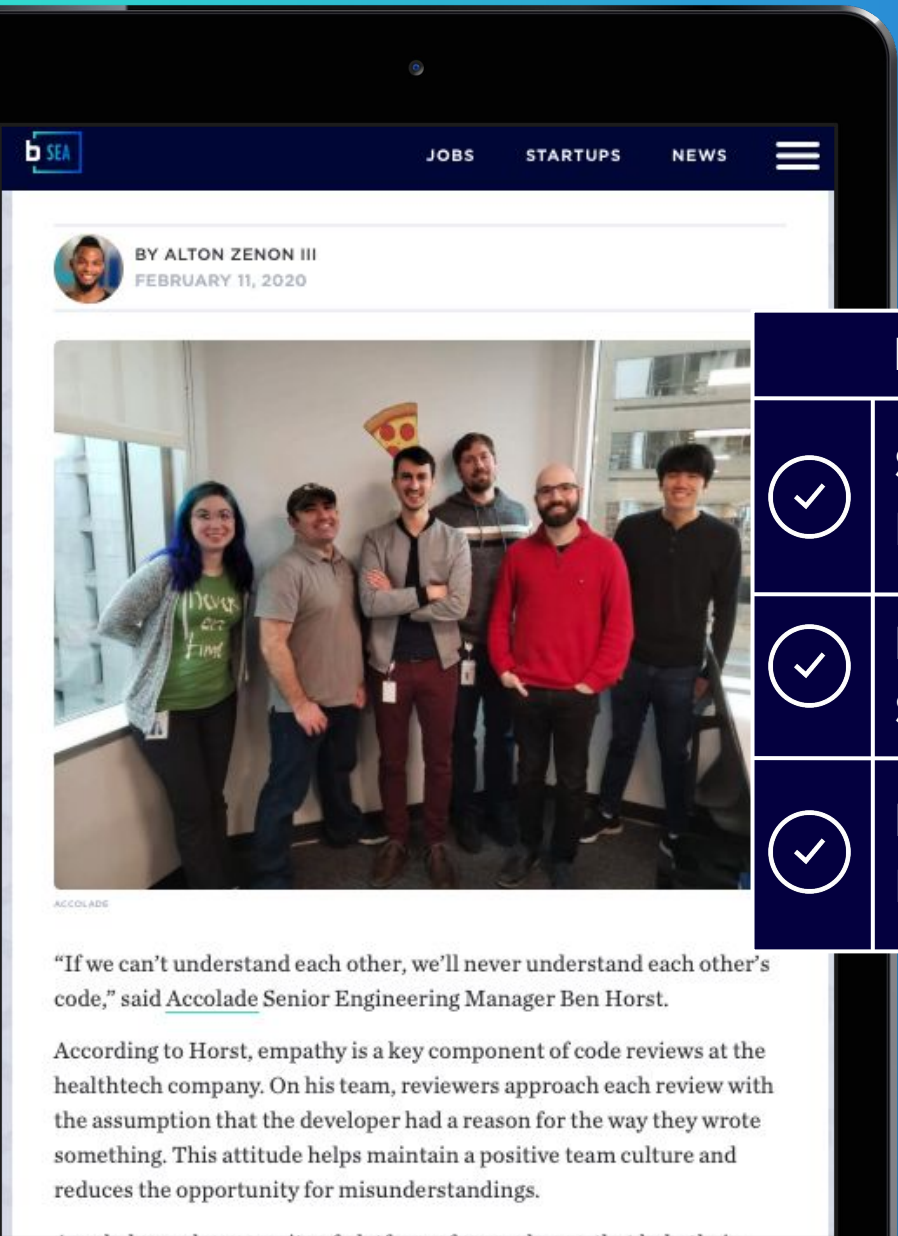 b SEA
JOBS STARTUPS NEWS
BY ALTON ZENON III
FEBRUARY 11, 2020
never
time
ACCOLADE
“If we can’t understand each other, we’ll never understand each other’s
code,” said Accolade Senior Engineering Manager Ben Horst.
According to Horst, empathy is a key component of code reviews at the
healthtech company. On his team, reviewers approach each review with
the assumption that the developer had a reason for the way they wrote
something. This attitude helps maintain a positive team culture and
reduces the opportunity for misunderstandings.